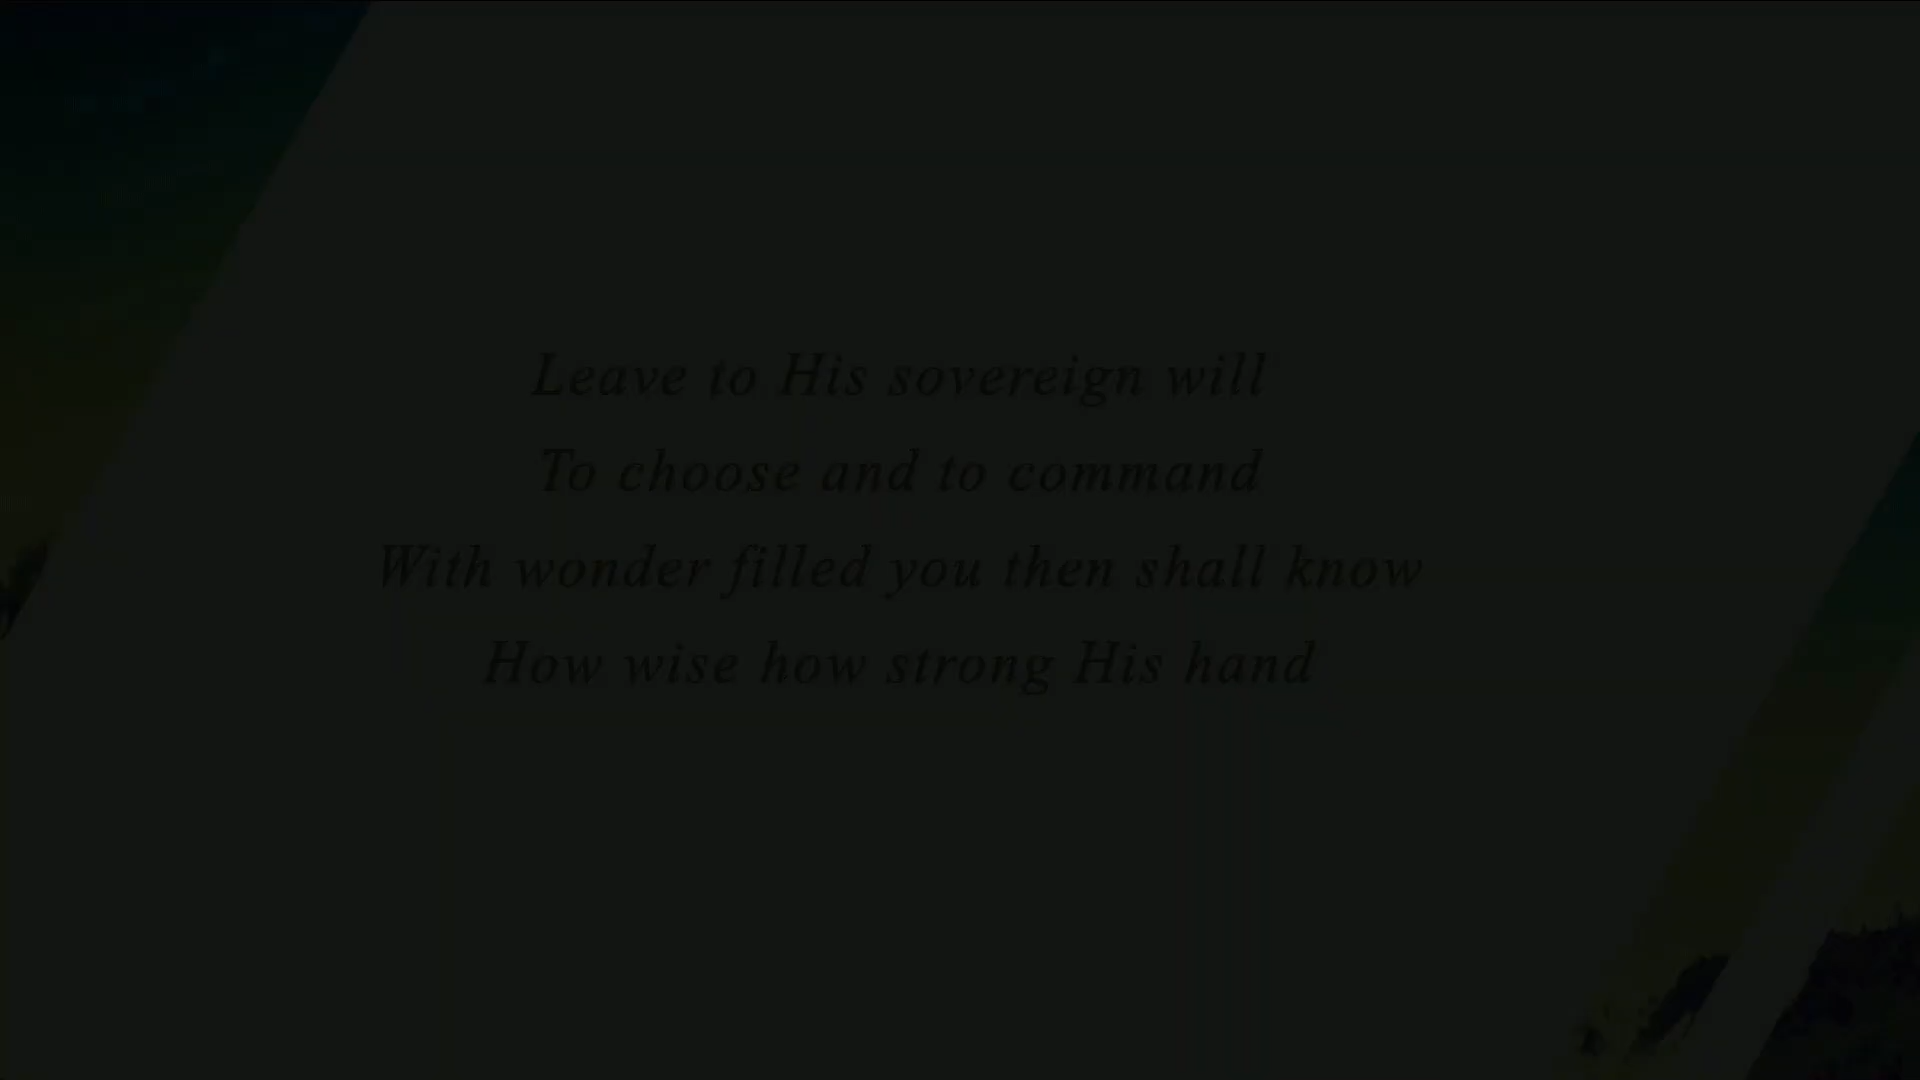 Leave to His sovereign will
To choose and to command
With wonder filled you then shall know
How wise how strong His hand